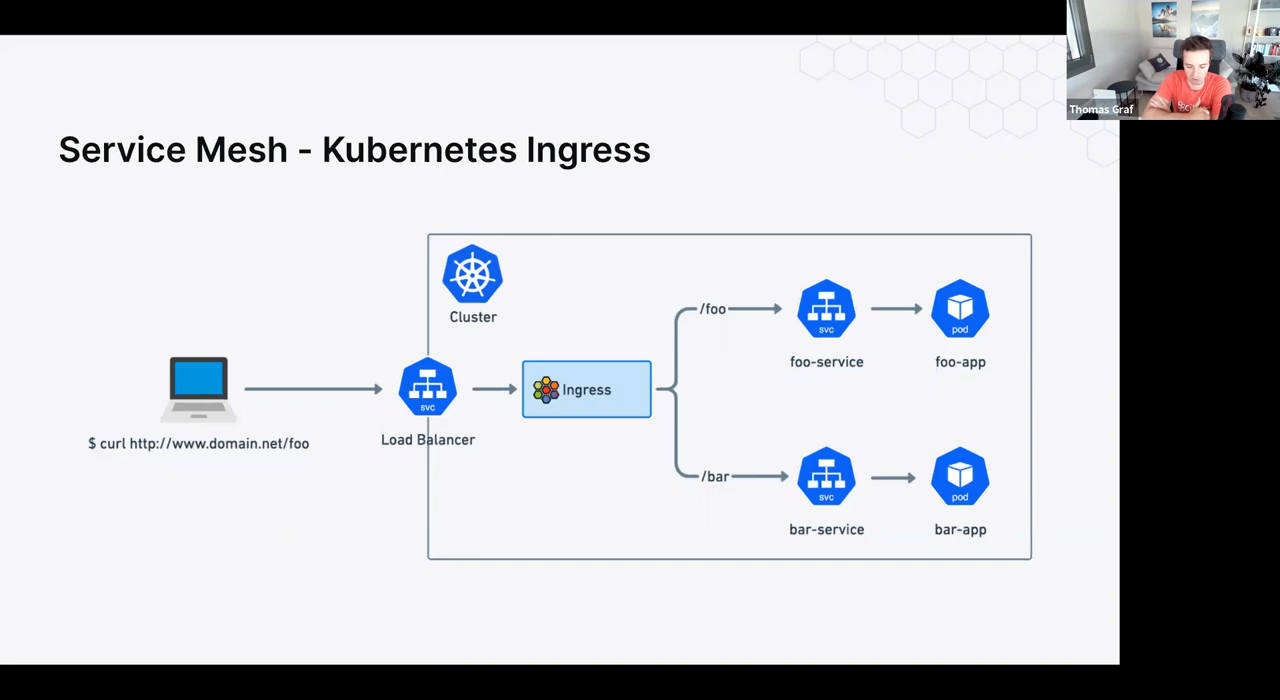 Thomas Graf
Service Mesh - Kubernetes Ingress
Cluster
/foo
svc
pod
foo-service
foo-app
svc
Ingress
$ curl http://www.domain.net/foo
Load Balancer
/bar
svc
pod
bar-service
bar-app